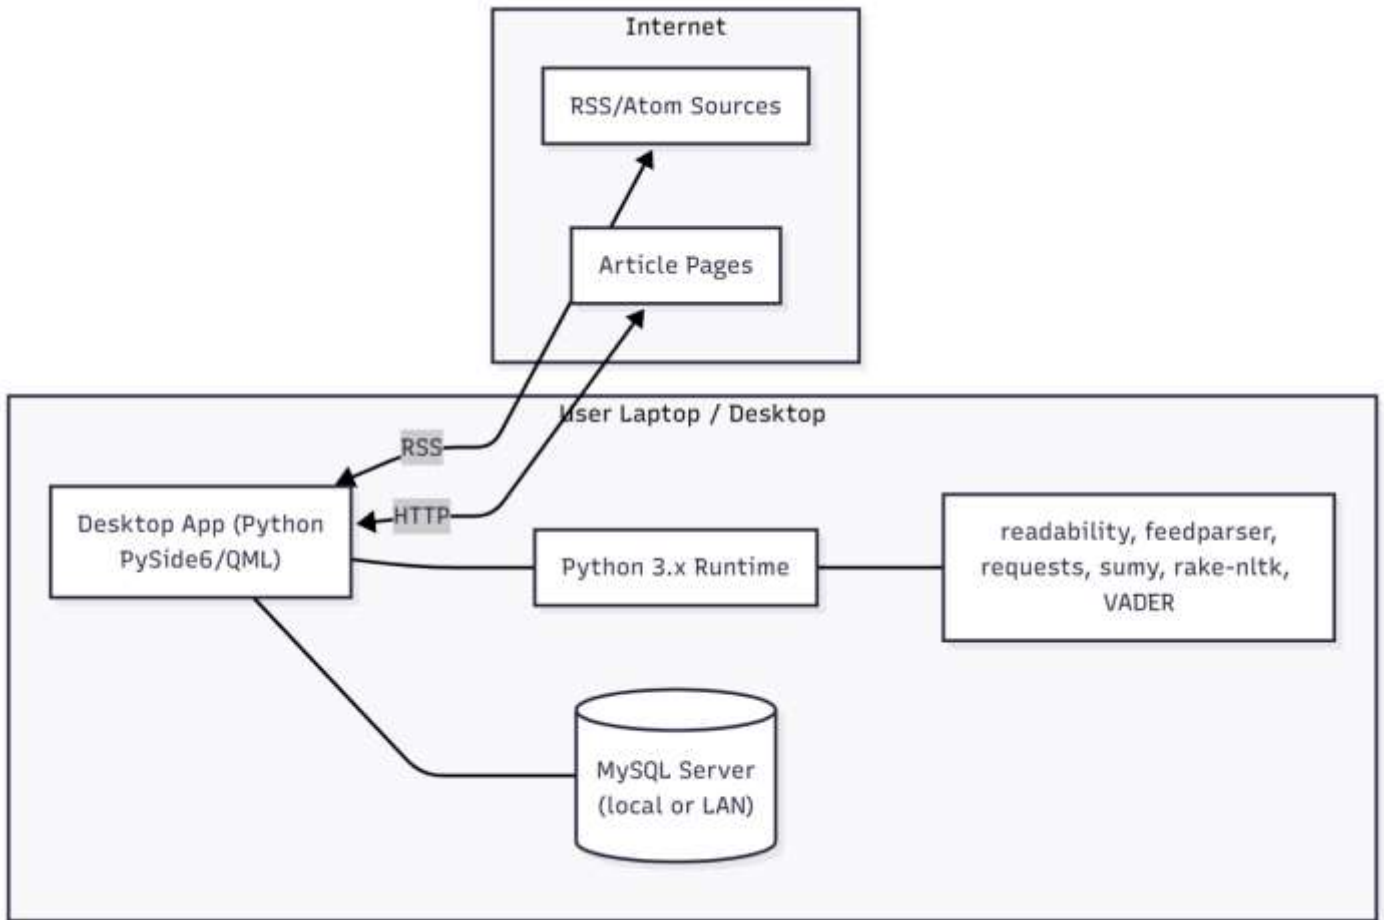 Internet
RSS/Atom Sources
Article Pages
User Laptop / Desktop
RSS
HTTP
Desktop App (Python
PySide6/QML)
Python 3.x Runtime
readability, feedparser,
requests, sumy, rake-nltk,
VADER
MySQL Server
(local or LAN)